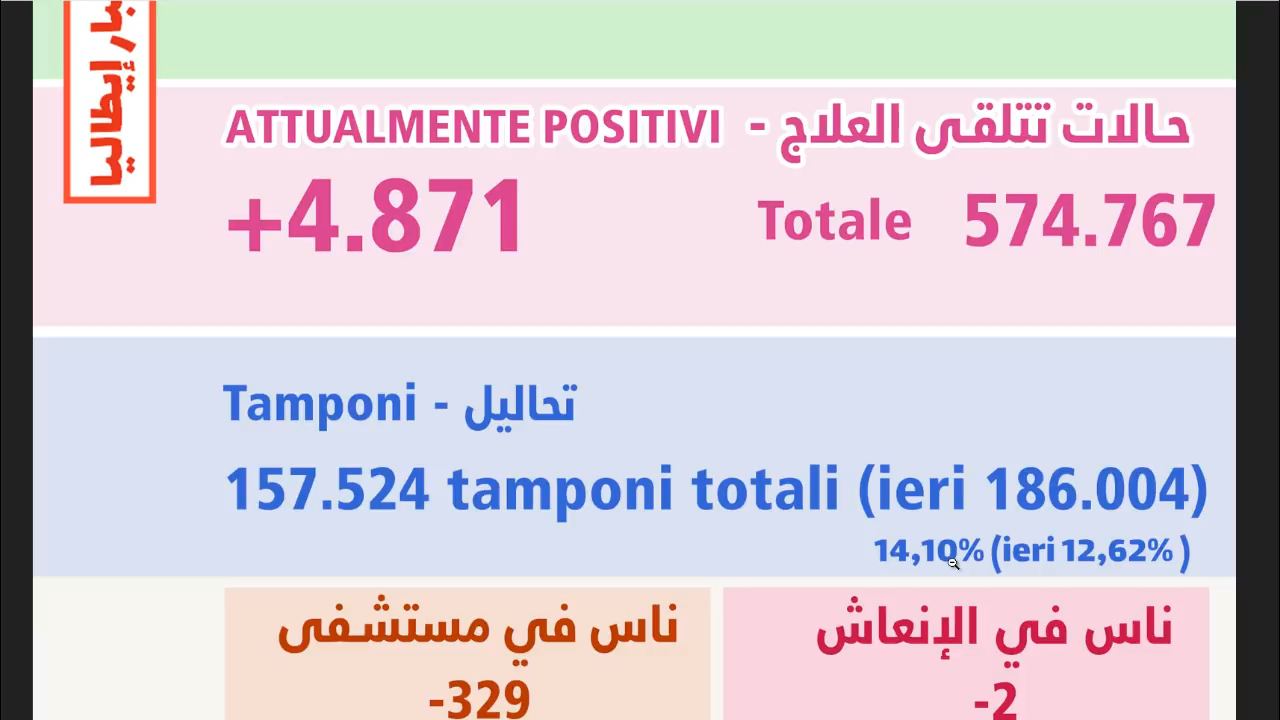 إيطاليا
ATTUALMENTE POSITIVI - حالات تتلقى العلاج
+4.871
Totale 574.767
Tamponi - تحاليل
157.524 tamponi totali (ieri 186.004)
14,10% (ieri 12,62% )
ناس في مستشفى
-329
ناس في الإنعاش
-2